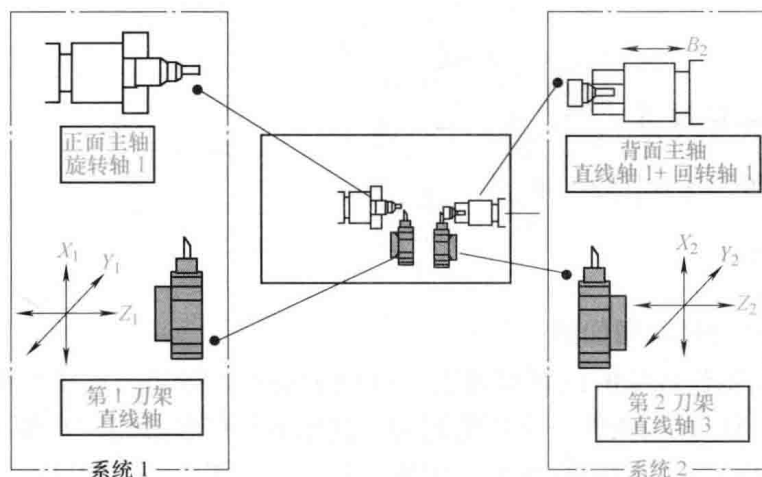 正面主轴
旋转轴 1
X₁
Y₁
Z₁
第 1 刀架
直线轴
系统 1
B₂
背面主轴
直线轴 1+ 回转轴 1
X₂
Y₂
Z₂
第 2 刀架
直线轴 3
系统 2